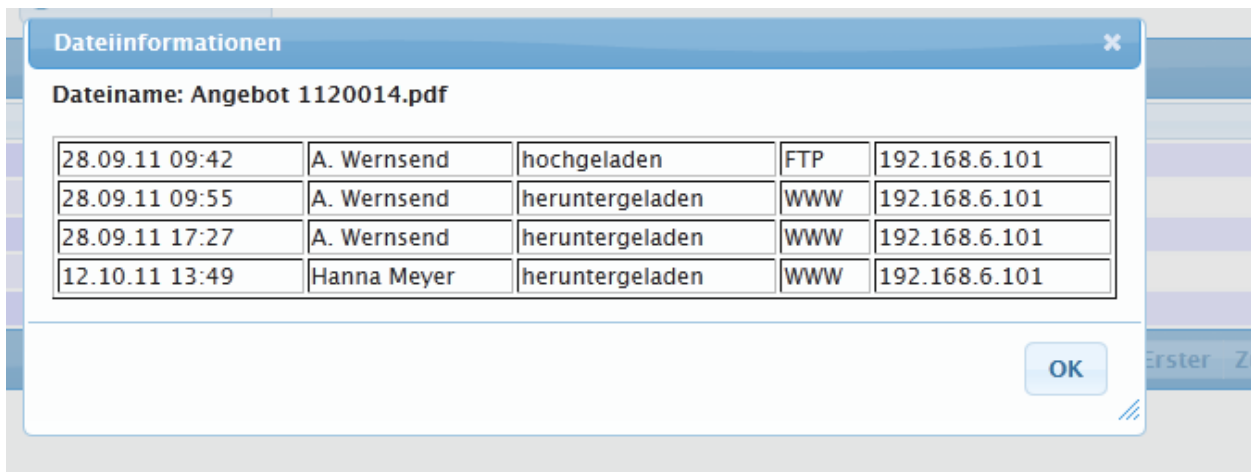 Dateiinformationen
Dateiname: Angebot 1120014.pdf
28.09.11 09:42 A. Wernsend hochgeladen FTP 192.168.6.101
28.09.11 09:55 A. Wernsend heruntergeladen WWW 192.168.6.101
28.09.11 17:27 A. Wernsend heruntergeladen WWW 192.168.6.101
12.10.11 13:49 Hanna Meyer heruntergeladen WWW 192.168.6.101
OK
Erster